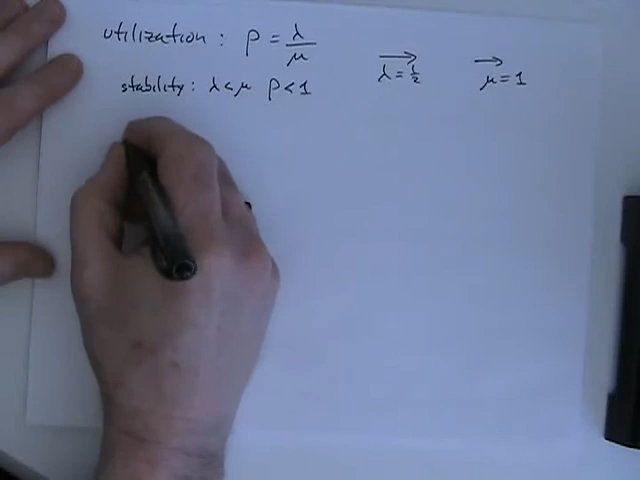 utilization: ρ = λ/μ
stability: λ < μ ρ < 1
λ = 1/2
μ = 1